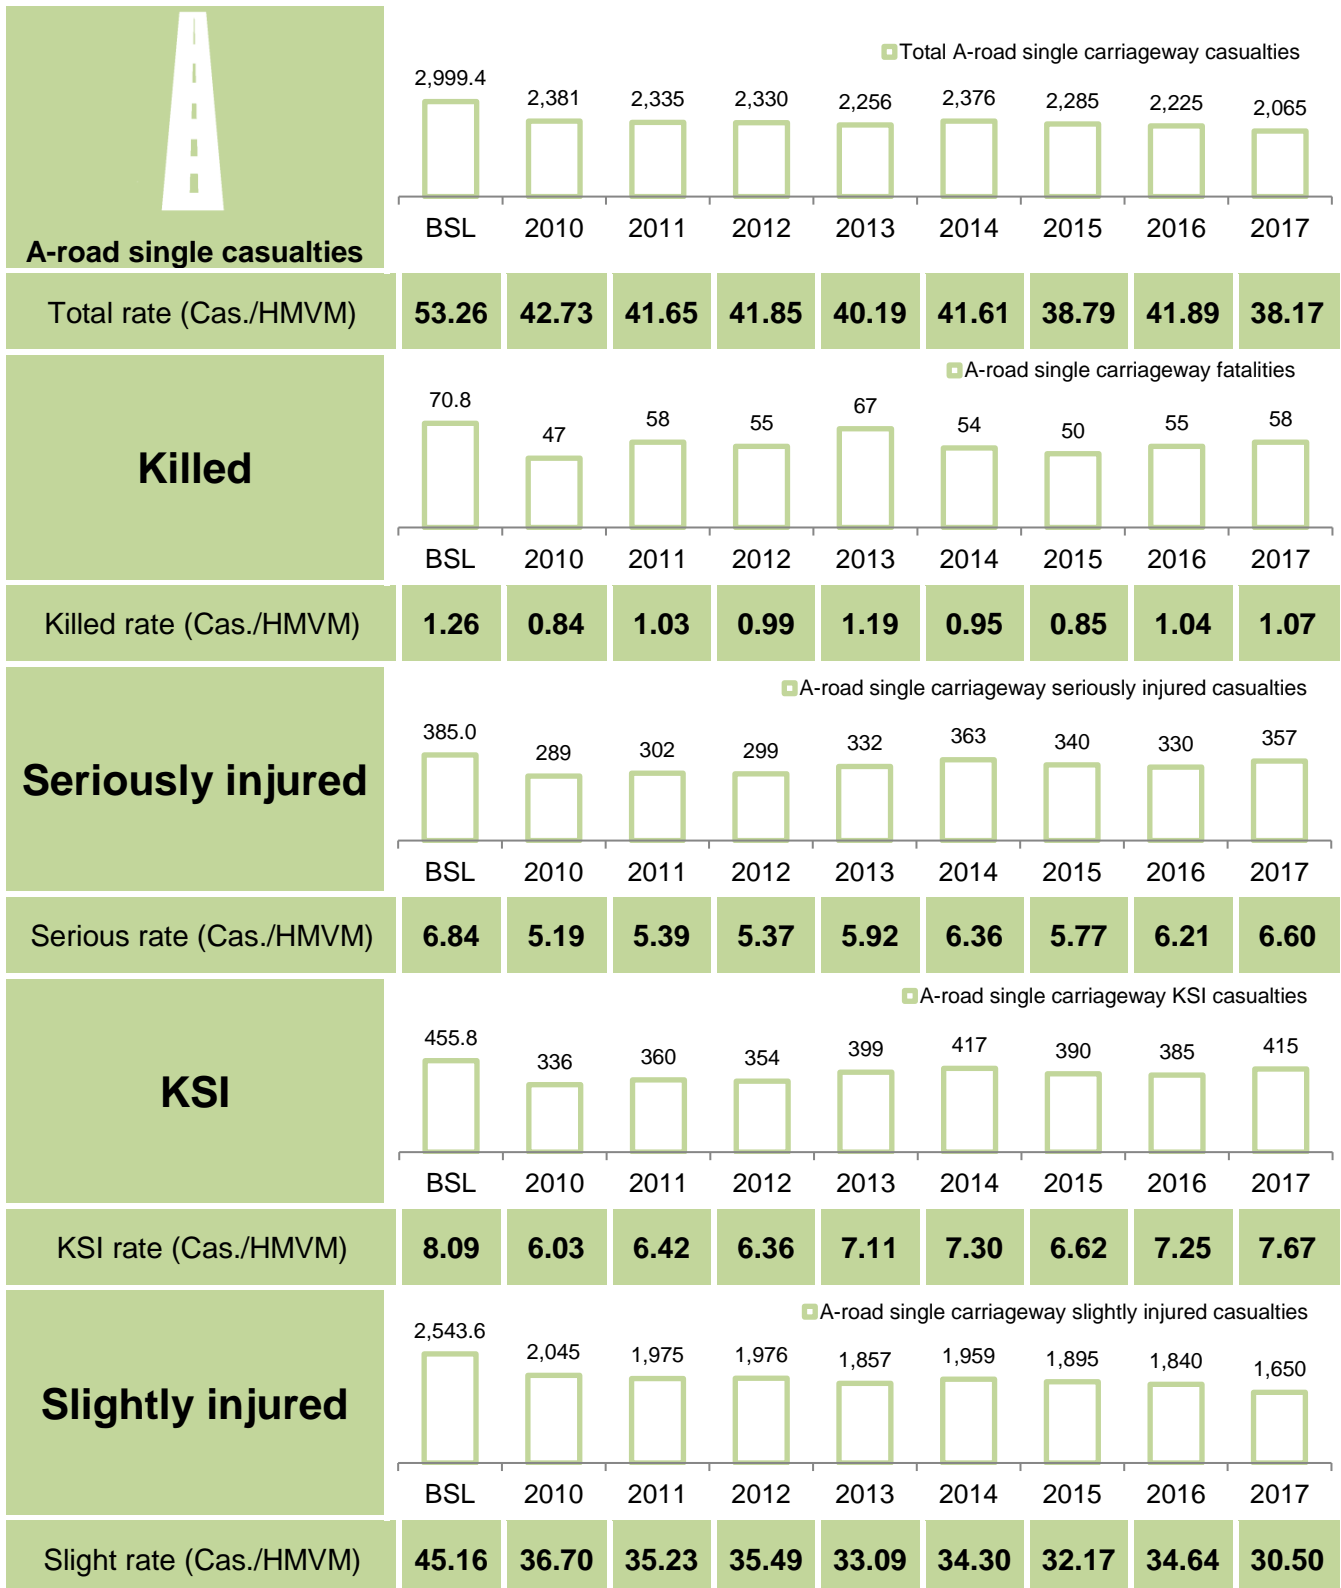 Total A-road single carriageway casualties
2,999.4 2,381 2,335 2,330 2,256 2,376 2,285 2,225 2,065
BSL 2010 2011 2012 2013 2014 2015 2016 2017
A-road single casualties
Total rate (Cas./HMVM) 53.26 42.73 41.65 41.85 40.19 41.61 38.79 41.89 38.17
A-road single carriageway fatalities
70.8 47 58 55 67 54 50 55 58
Killed
BSL 2010 2011 2012 2013 2014 2015 2016 2017
Killed rate (Cas./HMVM) 1.26 0.84 1.03 0.99 1.19 0.95 0.85 1.04 1.07
A-road single carriageway seriously injured casualties
385.0 289 302 299 332 363 340 330 357
Seriously injured
BSL 2010 2011 2012 2013 2014 2015 2016 2017
Serious rate (Cas./HMVM) 6.84 5.19 5.39 5.37 5.92 6.36 5.77 6.21 6.60
A-road single carriageway KSI casualties
455.8 336 360 354 399 417 390 385 415
KSI
BSL 2010 2011 2012 2013 2014 2015 2016 2017
KSI rate (Cas./HMVM) 8.09 6.03 6.42 6.36 7.11 7.30 6.62 7.25 7.67
A-road single carriageway slightly injured casualties
2,543.6 2,045 1,975 1,976 1,857 1,959 1,895 1,840 1,650
Slightly injured
BSL 2010 2011 2012 2013 2014 2015 2016 2017
Slight rate (Cas./HMVM) 45.16 36.70 35.23 35.49 33.09 34.30 32.17 34.64 30.50